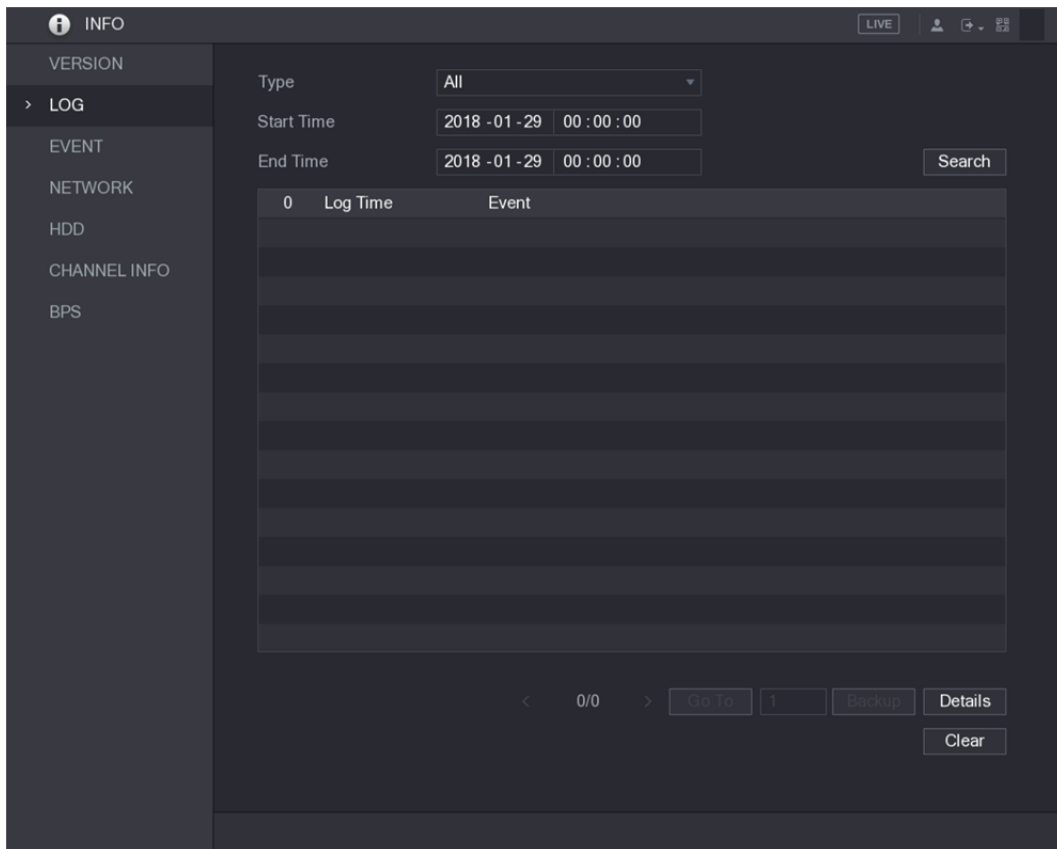 INFO LIVE
VERSION
LOG
EVENT
NETWORK
HDD
CHANNEL INFO
BPS
Type All
Start Time 2018 -01 -29 00 : 00 : 00
End Time 2018 -01 -29 00 : 00 : 00 Search
0 Log Time Event
< 0/0 > Go To 1 Backup Details
Clear